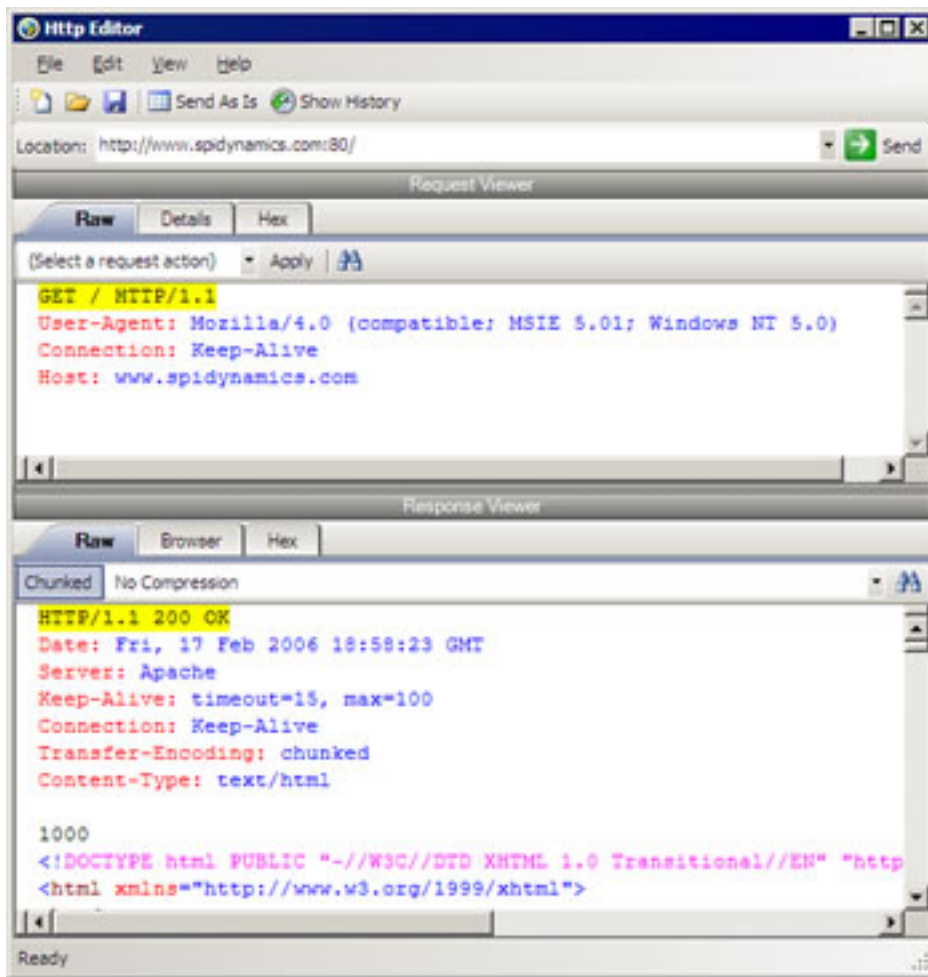 Http Editor
File Edit View Help
Send As Is Show History
Location: http://www.spidynamics.com:80/ Send
Request Viewer
Raw Details Hex
(Select a request action) Apply
GET / HTTP/1.1
User-Agent: Mozilla/4.0 (compatible; MSIE 5.01; Windows NT 5.0)
Connection: Keep-Alive
Host: www.spidynamics.com
Response Viewer
Raw Browser Hex
Chunked No Compression
HTTP/1.1 200 OK
Date: Fri, 17 Feb 2006 18:58:23 GMT
Server: Apache
Keep-Alive: timeout=15, max=100
Connection: Keep-Alive
Transfer-Encoding: chunked
Content-Type: text/html
1000
<!DOCTYPE html PUBLIC "-//W3C//DTD XHTML 1.0 Transitional//EN" "http
<html xmlns="http://www.w3.org/1999/xhtml">
Ready